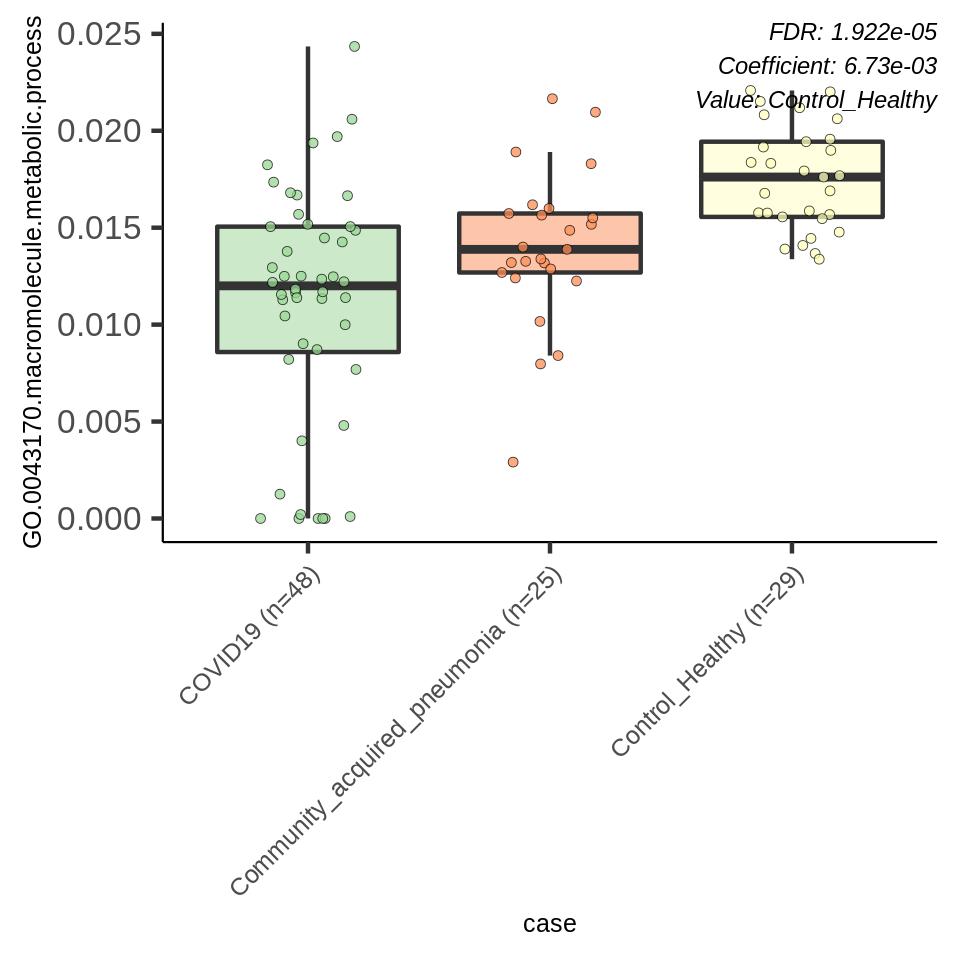 FDR: 1.922e-05
Coefficient: 6.73e-03
Value: Control_Healthy
GO.0043170.macromolecule.metabolic.process
0.025
0.020
0.015
0.010
0.005
0.000
COVID19 (n=48)
Community_acquired_pneumonia (n=25)
Control_Healthy (n=29)
case